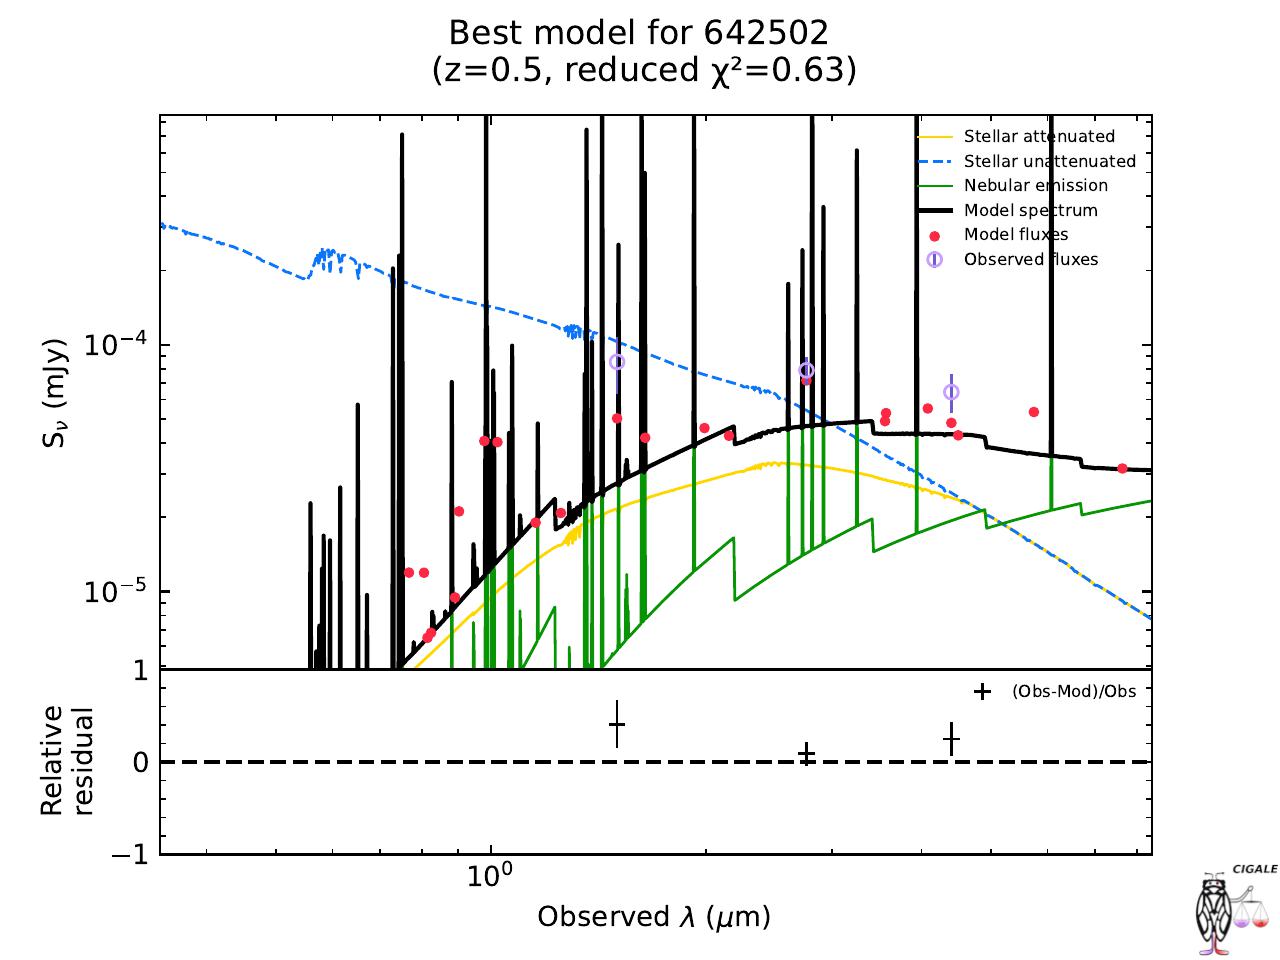 Best model for 642502
(z=0.5, reduced χ²=0.63)
Stellar attenuated
Stellar unattenuated
Nebular emission
Model spectrum
Model fluxes
Observed fluxes
10⁻⁴
10⁻⁵
S_ν (mJy)
1
(Obs-Mod)/Obs
0
−1
Relative
residual
10⁰
Observed λ (μm)
CIGALE